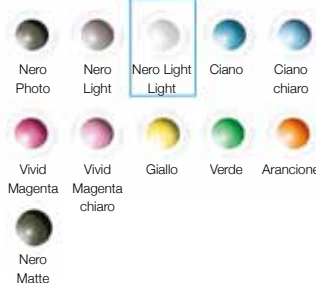 Nero Nero Nero Light Ciano Ciano
Photo Light Light chiaro
Vivid Vivid Giallo Verde Arancione
Magenta Magenta
chiaro
Nero
Matte